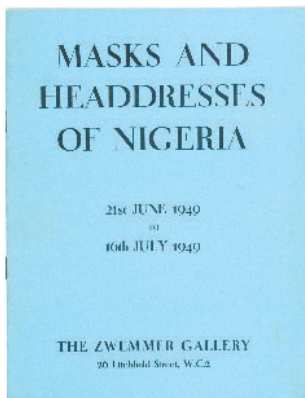 MASKS AND
HEADDRESSES
OF NIGERIA
21st JUNE 1949
TO
16th JULY 1949
THE ZWEMMER GALLERY
26 Litchfield Street, W.C.2